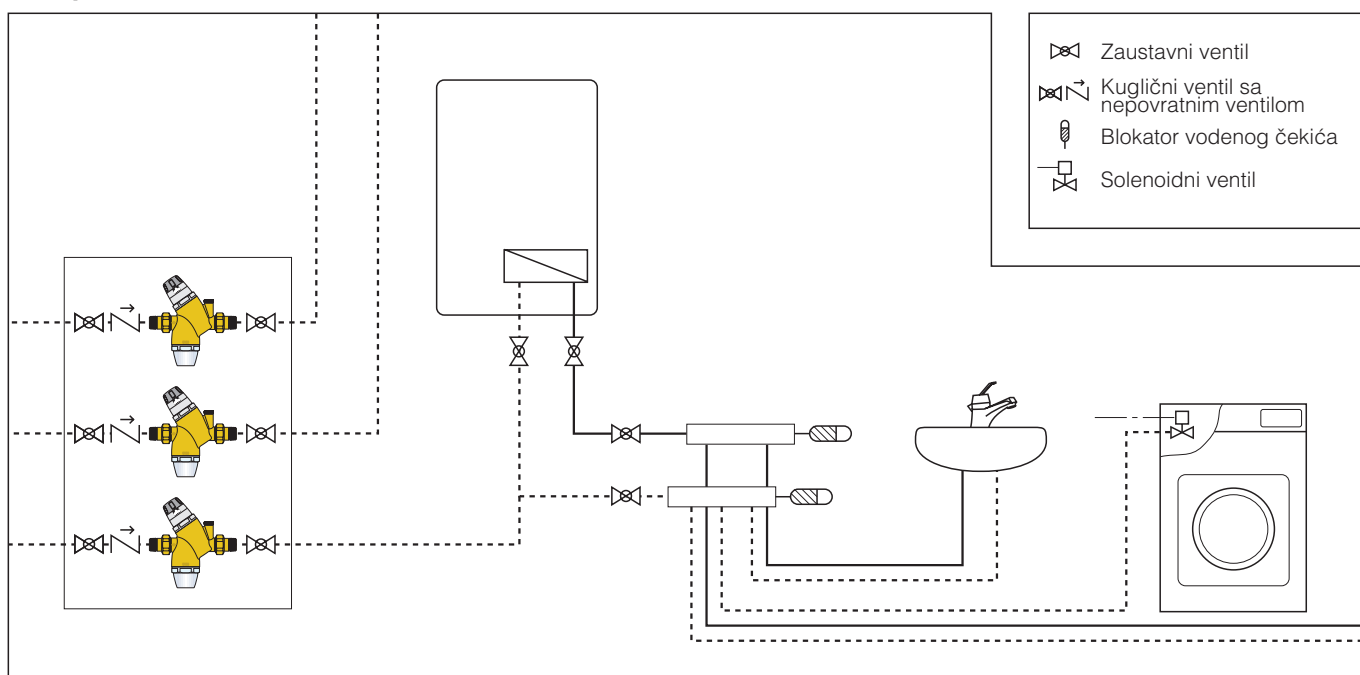 Zaustavni ventil
Kuglični ventil sa
nepovratnim ventilom
Blokator vodenog čekića
Solenoidni ventil